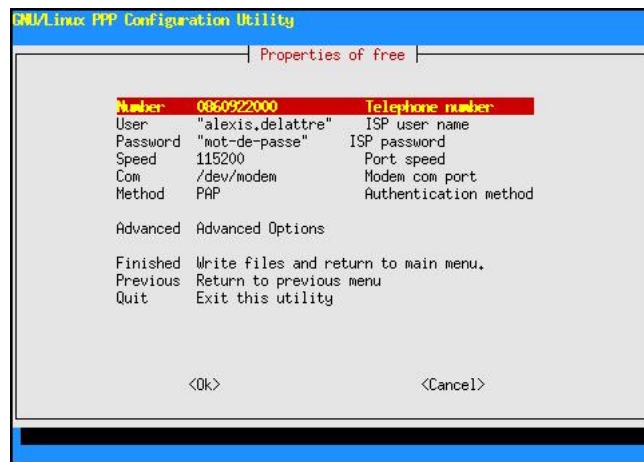 GNU/Linux PPP Configuration Utility
Properties of free
Number 0860922000 Telephone number
User "alexis.delattre" ISP user name
Password "mot-de-passe" ISP password
Speed 115200 Port speed
Com /dev/modem Modem com port
Method PAP Authentication method
Advanced Advanced Options
Finished Write files and return to main menu.
Previous Return to previous menu
Quit Exit this utility
<Ok> <Cancel>